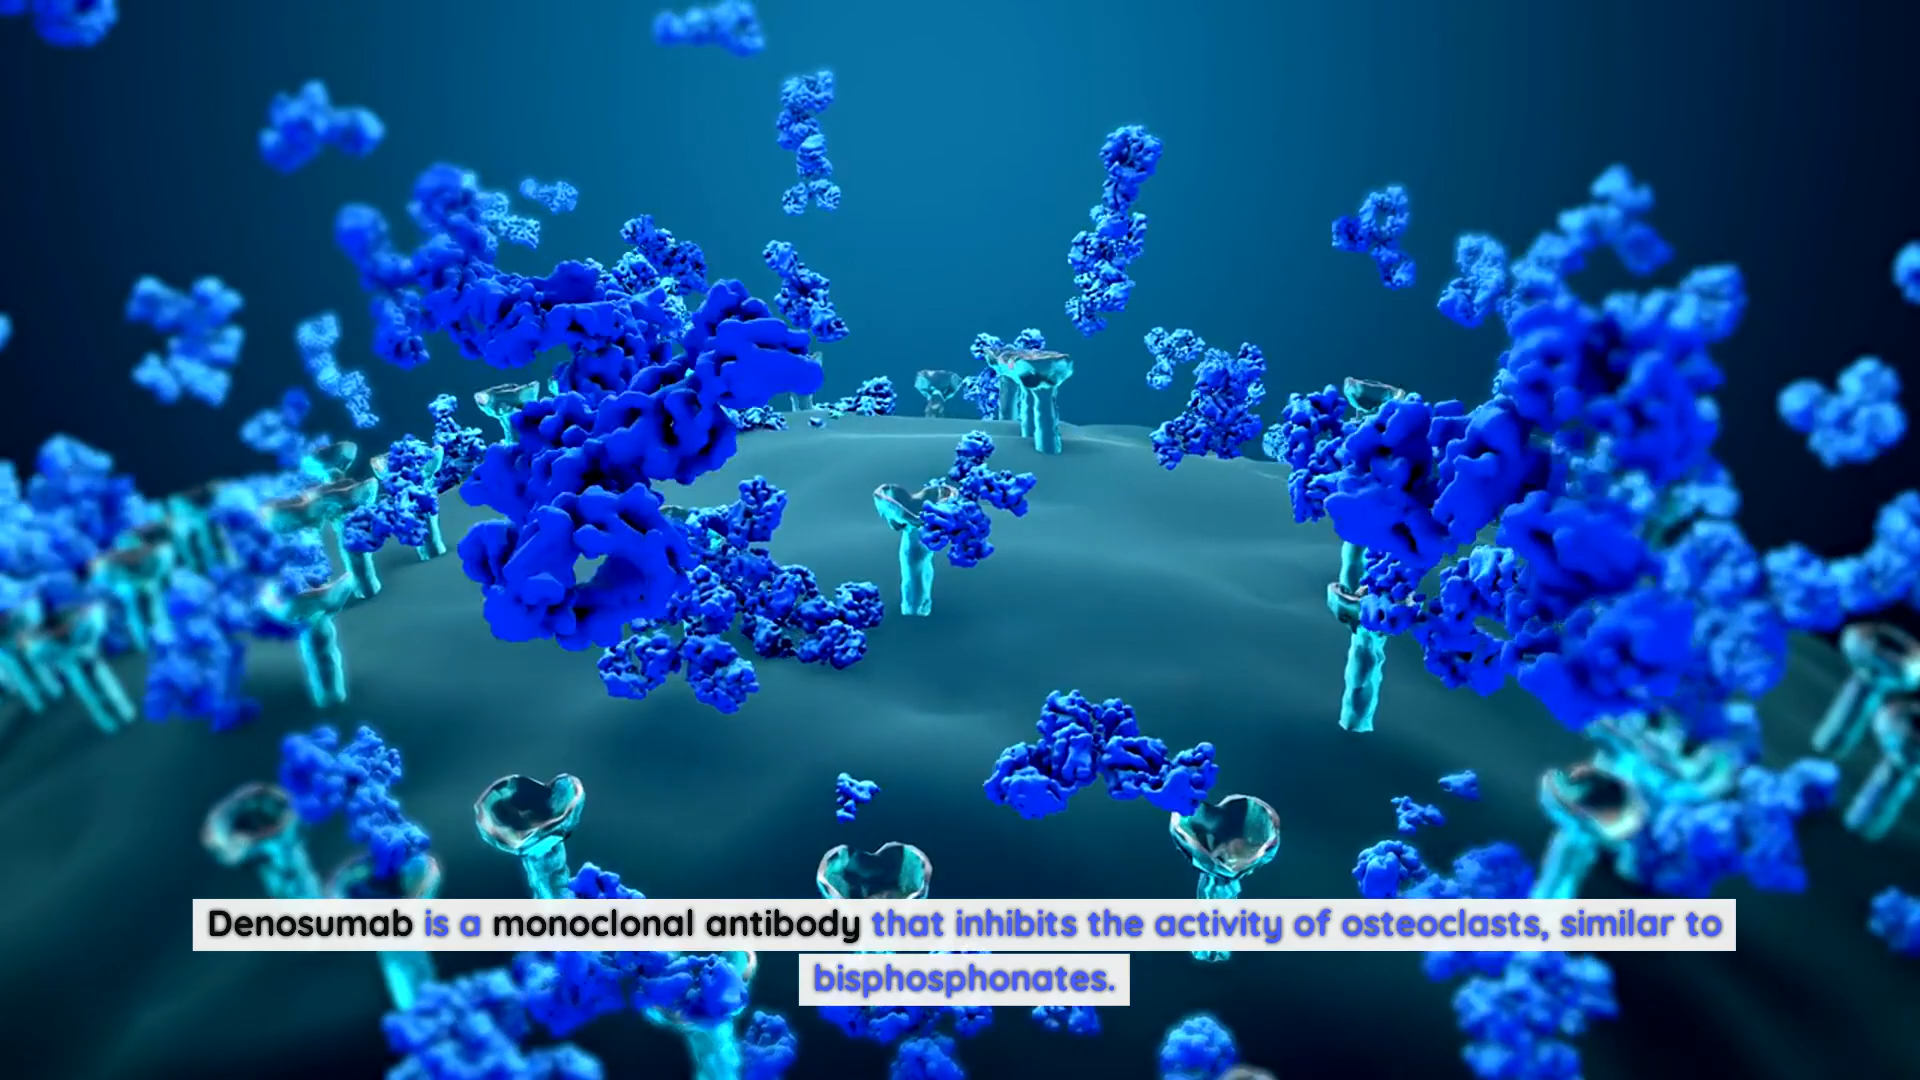 Denosumab is a monoclonal antibody that inhibits the activity of osteoclasts, similar to
bisphosphonates.